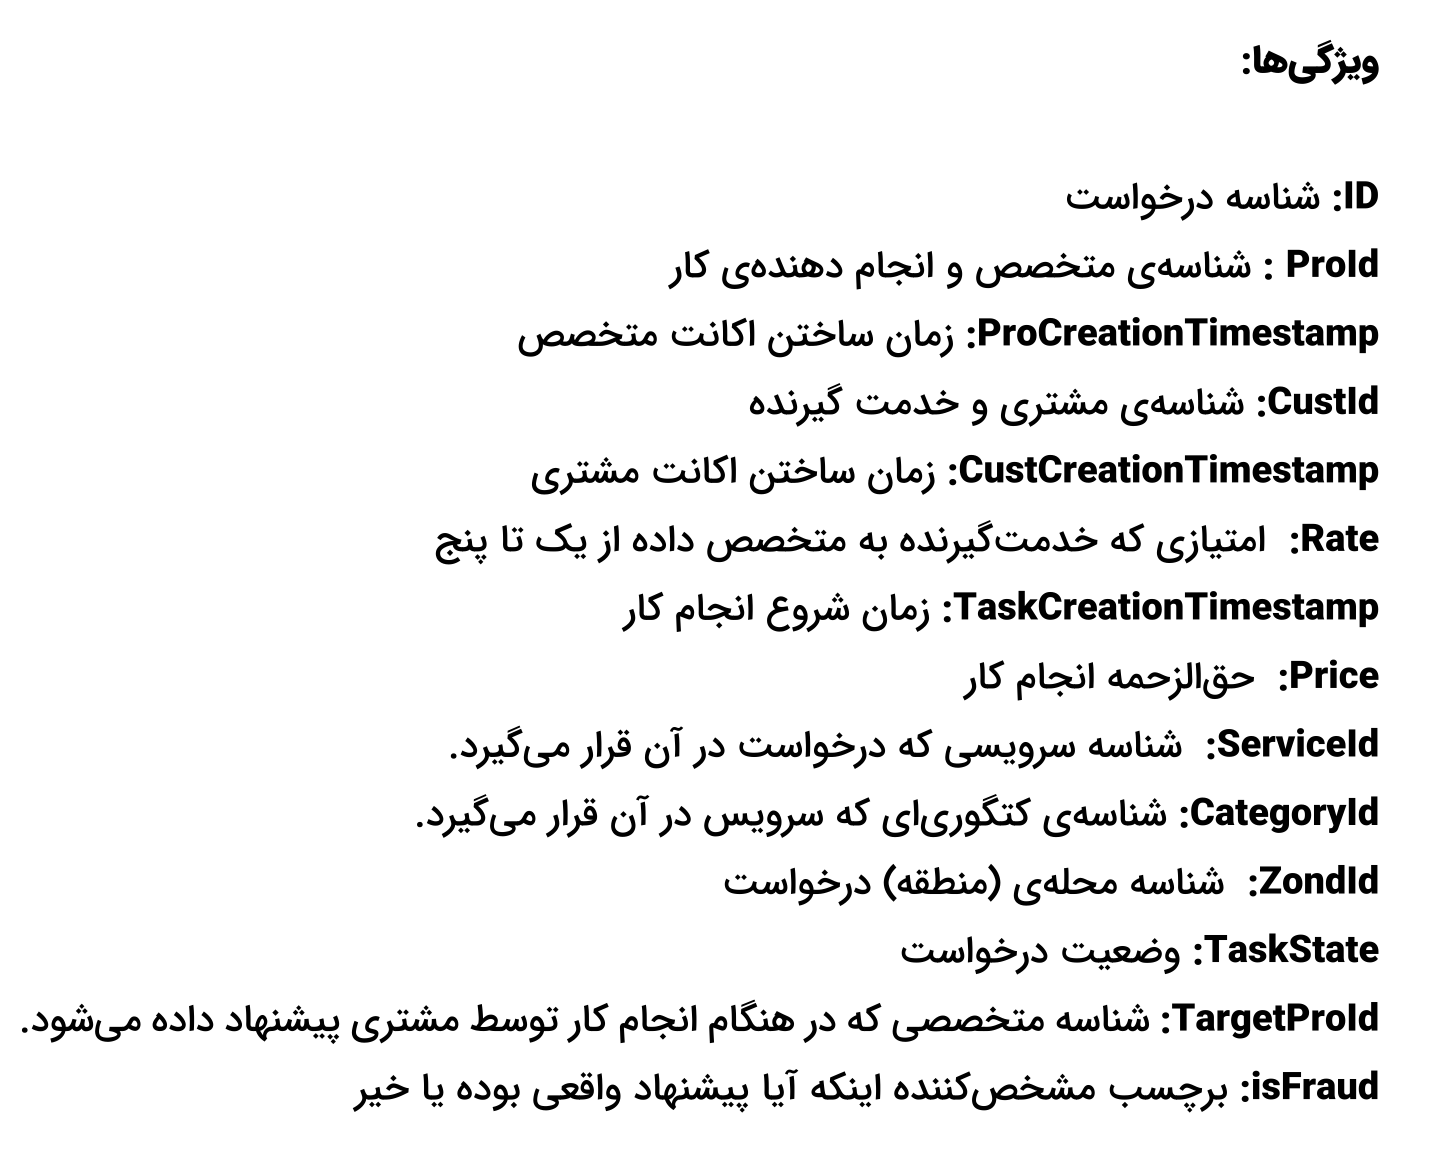 ویژگی‌ها:
ID: شناسه درخواست
ProId : شناسه‌ی متخصص و انجام دهنده‌ی کار
ProCreationTimestamp: زمان ساختن اکانت متخصص
CustId: شناسه‌ی مشتری و خدمت گیرنده
CustCreationTimestamp: زمان ساختن اکانت مشتری
Rate: امتیازی که خدمت‌گیرنده به متخصص داده از یک تا پنج
TaskCreationTimestamp: زمان شروع انجام کار
Price: حق‌الزحمه انجام کار
ServiceId: شناسه سرویسی که درخواست در آن قرار می‌گیرد.
CategoryId: شناسه‌ی کتگوری‌ای که سرویس در آن قرار می‌گیرد.
ZondId: شناسه محله‌ی (منطقه) درخواست
TaskState: وضعیت درخواست
TargetProId: شناسه متخصصی که در هنگام انجام کار توسط مشتری پیشنهاد داده می‌شود.
isFraud: برچسب مشخص‌کننده اینکه آیا پیشنهاد واقعی بوده یا خیر